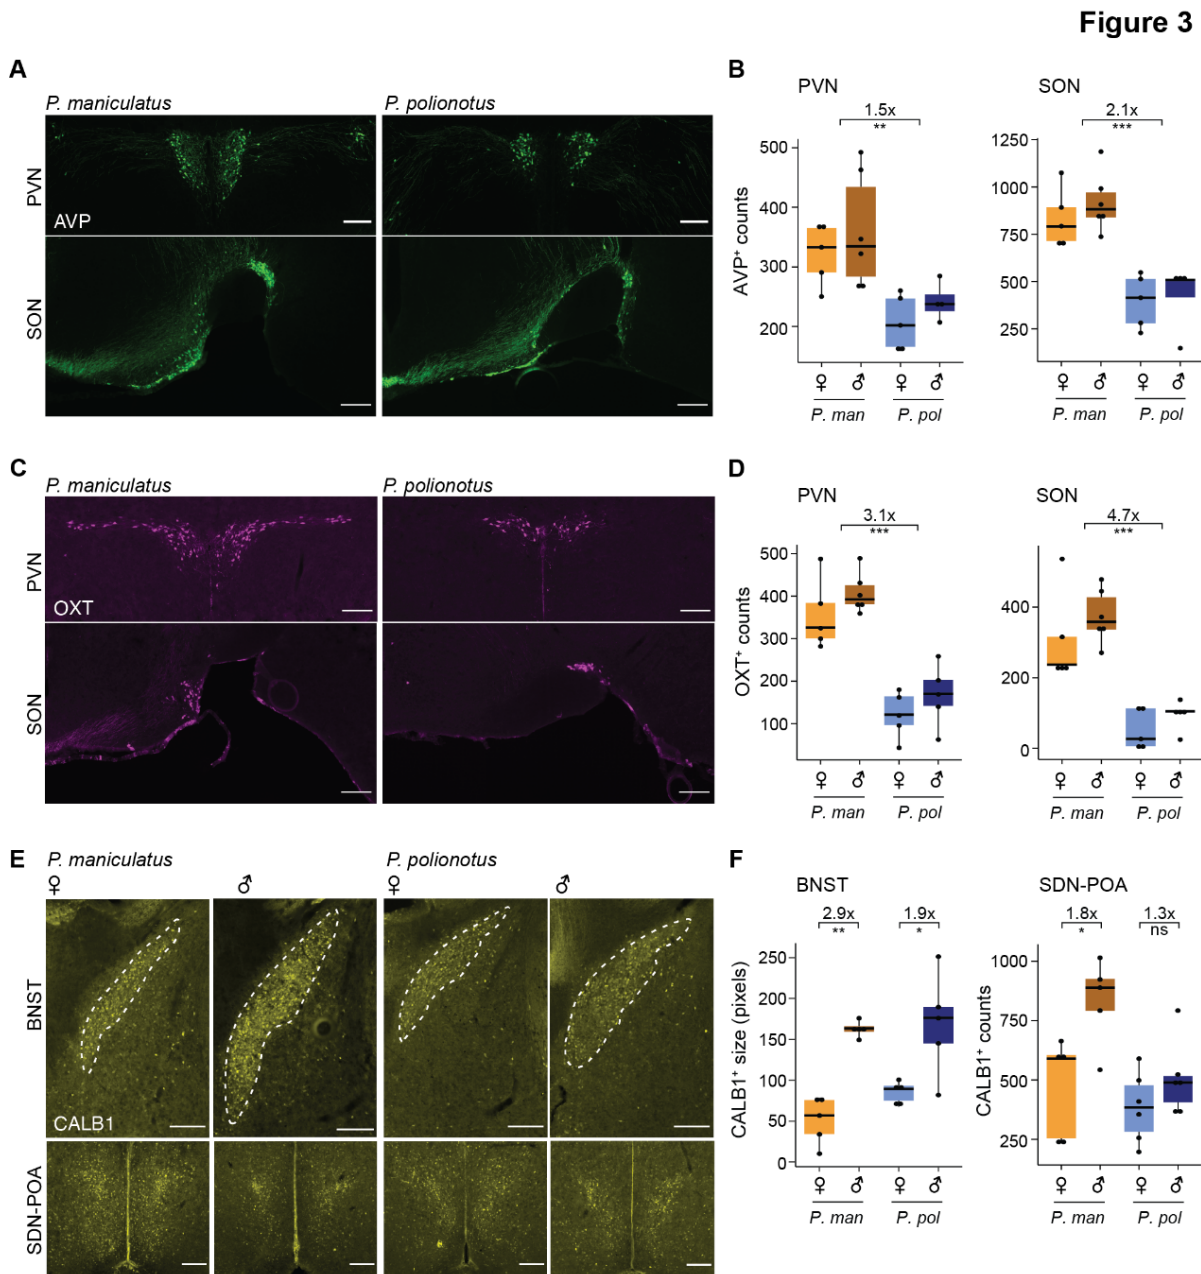 Figure 3
A
P. maniculatus
P. polionotus
PVN
AVP
SON
B
PVN
SON
1.5x
**
2.1x
***
AVP+ counts
500
400
300
200
1250
1000
750
500
250
♀ ♂ ♀ ♂
P. man P. pol
♀ ♂ ♀ ♂
P. man P. pol
C
P. maniculatus
P. polionotus
PVN
OXT
SON
D
PVN
SON
3.1x
***
4.7x
***
OXT+ counts
500
400
300
200
100
400
200
0
♀ ♂ ♀ ♂
P. man P. pol
♀ ♂ ♀ ♂
P. man P. pol
E
P. maniculatus
P. polionotus
♀ ♂ ♀ ♂
BNST
CALB1
SDN-POA
F
BNST
SDN-POA
2.9x
**
1.9x
*
1.8x
*
1.3x
ns
CALB1+ size (pixels)
250
200
150
100
50
0
CALB1+ counts
1000
750
500
250
♀ ♂ ♀ ♂
P. man P. pol
♀ ♂ ♀ ♂
P. man P. pol